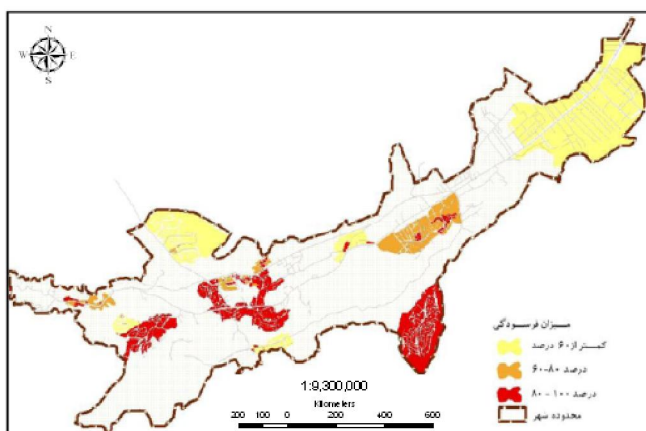 N
W E
S
میزان فرسودگی
کمتر از ۶۰ درصد
۶۰-۸۰ درصد
۸۰ - ۱۰۰ درصد
محدوده شهر
1:9,300,000
Kilometers
200 100 0 200 400 600